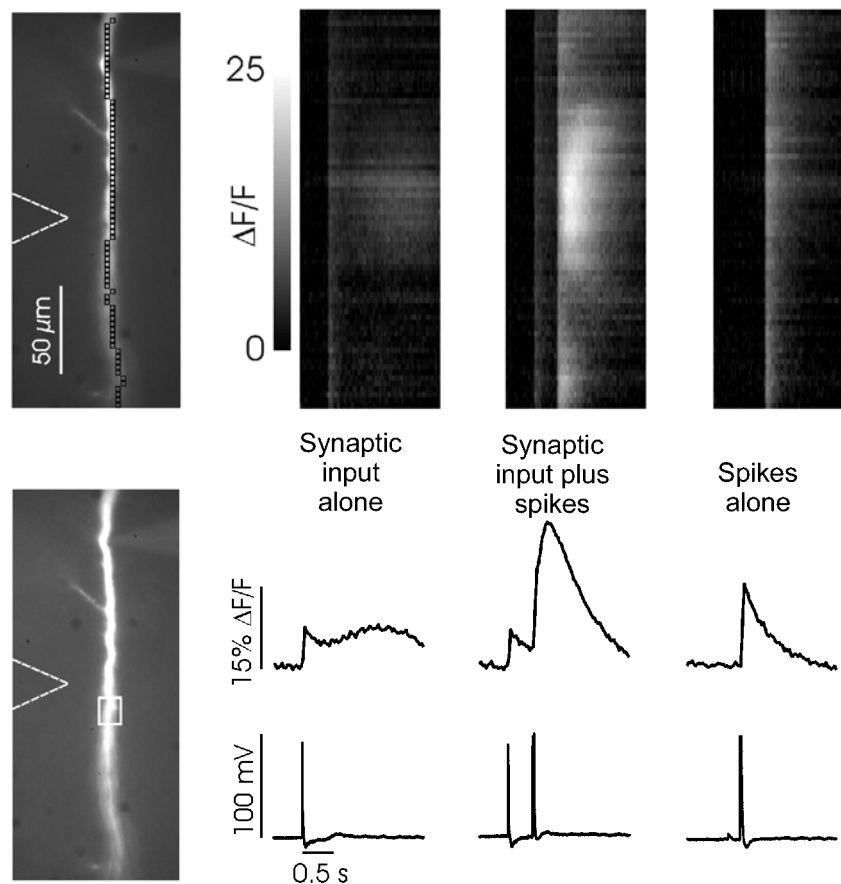 25
ΔF/F
0
50 µm
Synaptic
input
alone
Synaptic
input plus
spikes
Spikes
alone
15% ΔF/F
100 mV
0.5 s